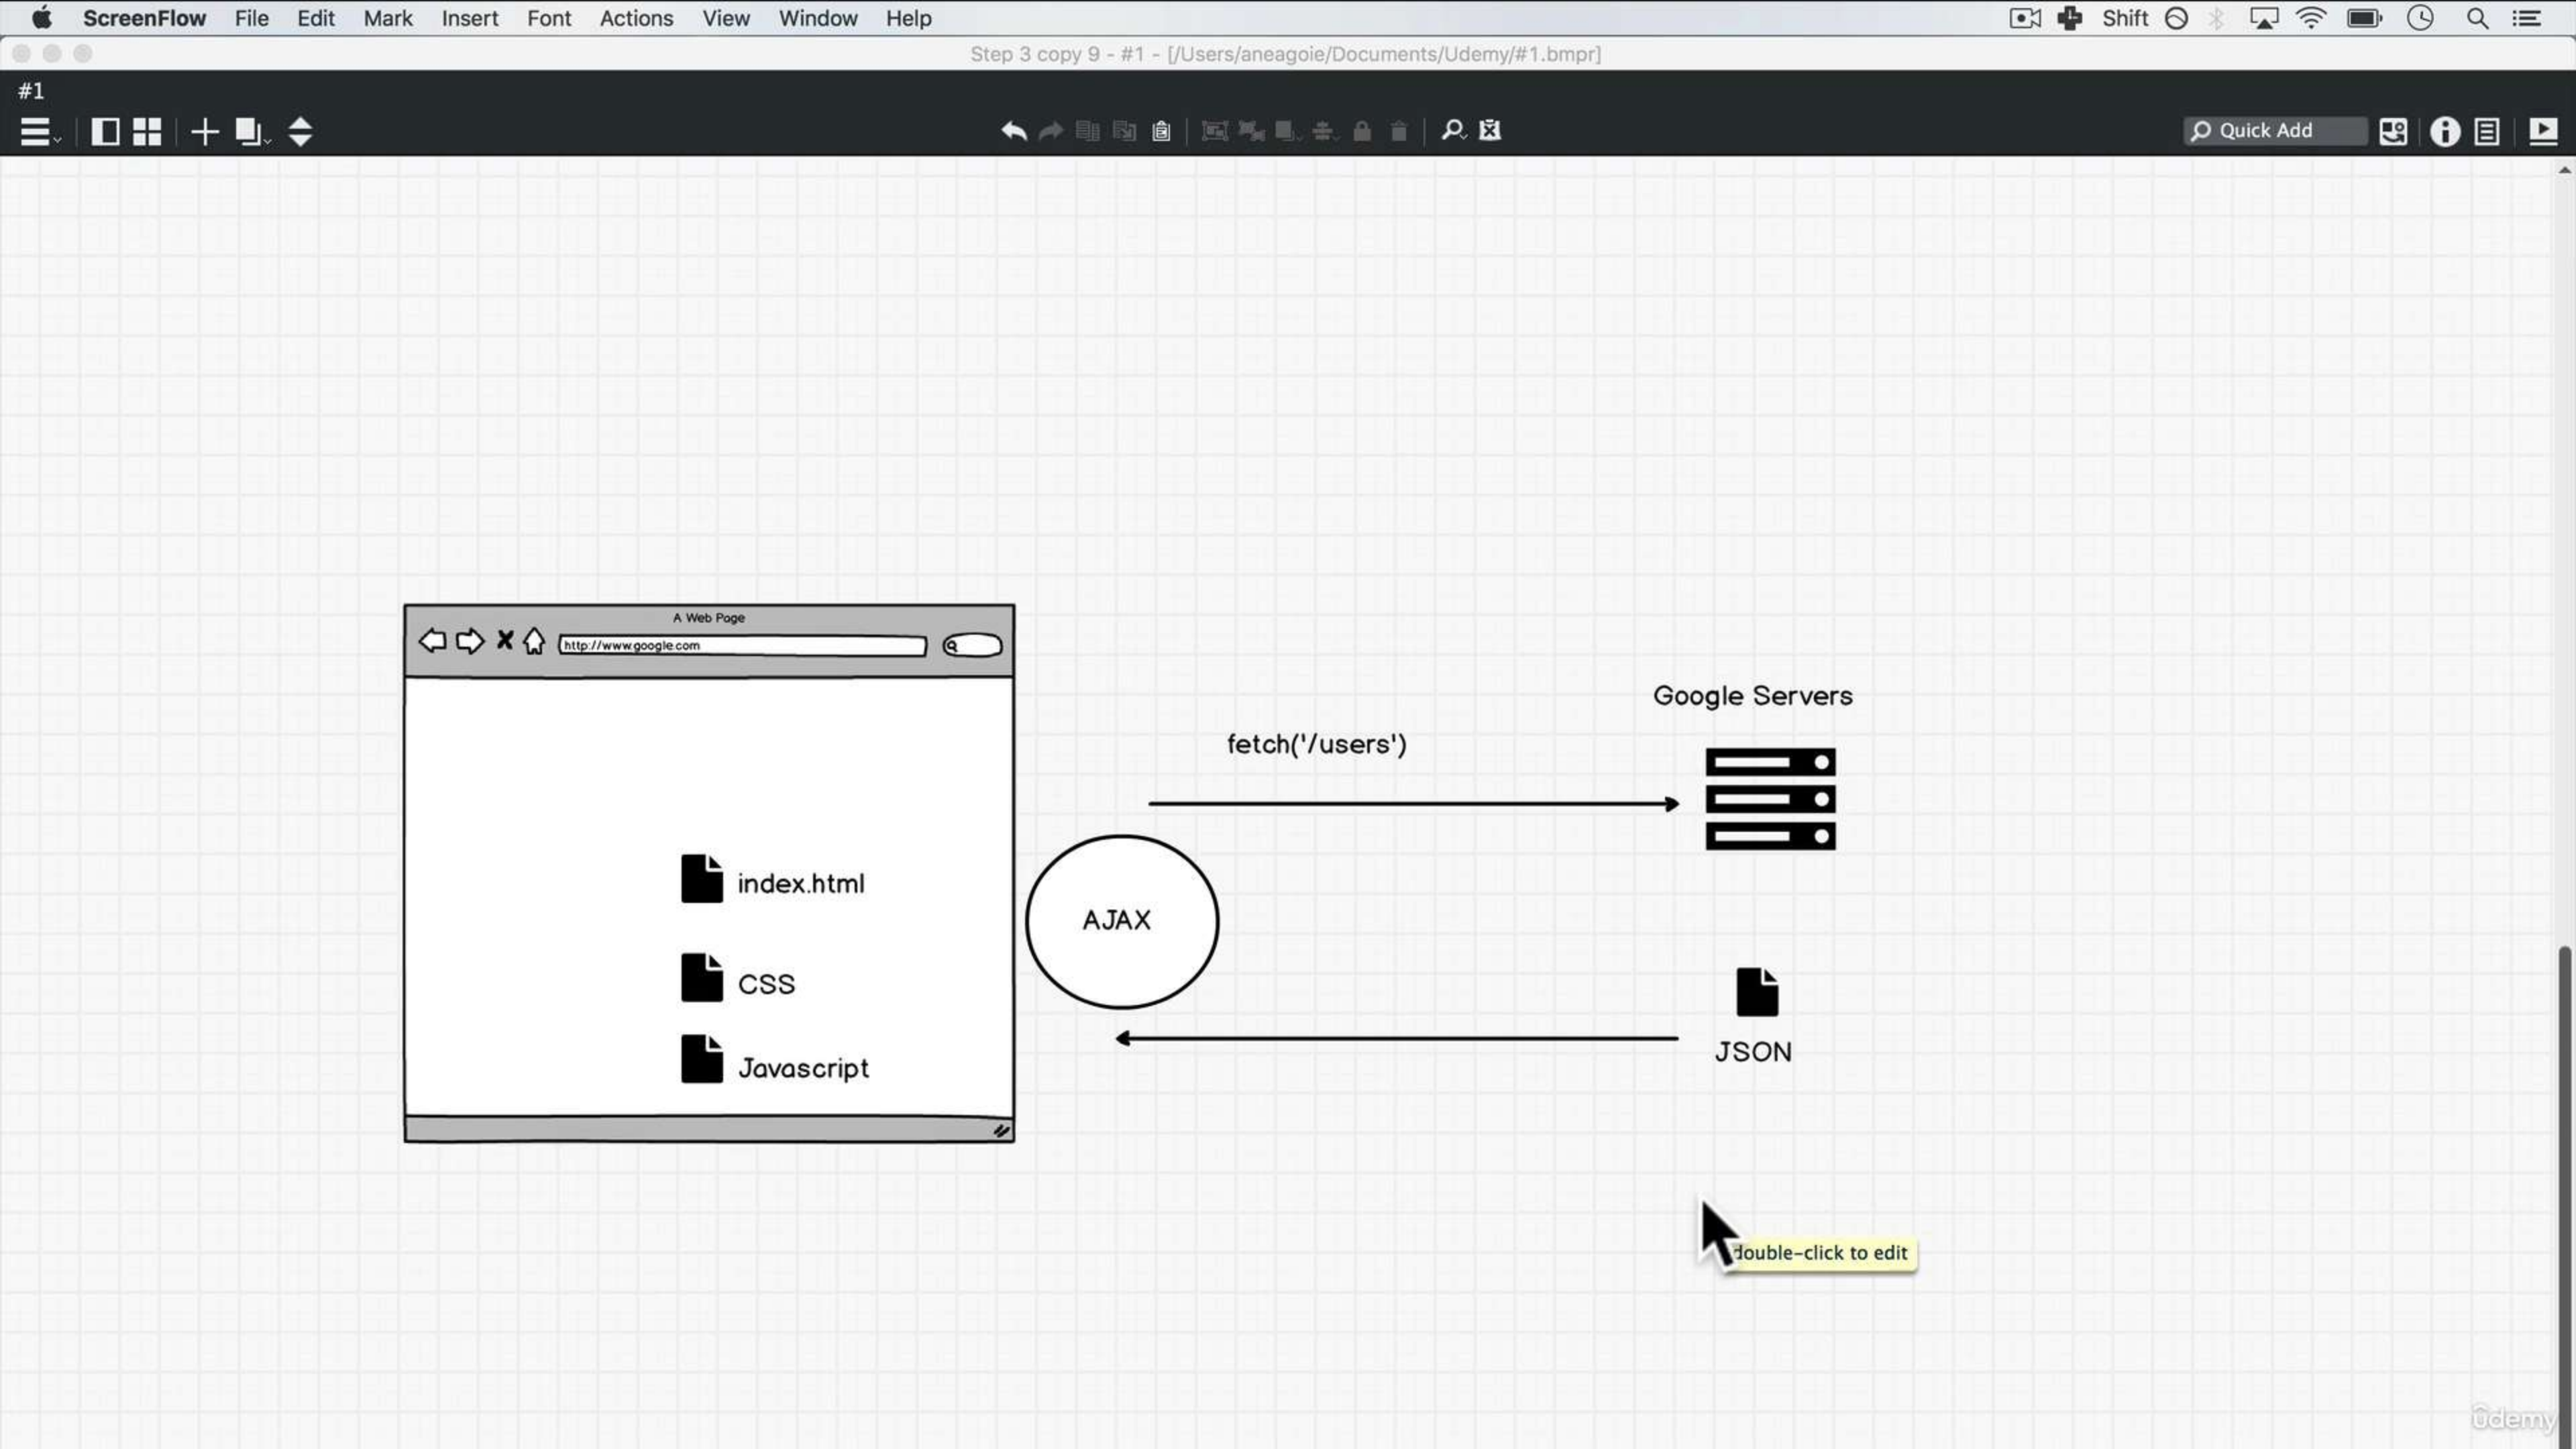 ScreenFlow File Edit Mark Insert Font Actions View Window Help Shift
Step 3 copy 9 - #1 - [/Users/aneagoie/Documents/Udemy/#1.bmpr]
#1
Quick Add
A Web Page
http://www.google.com
Google Servers
fetch('/users')
index.html
AJAX
CSS
JSON
Javascript
double-click to edit
ûdemy